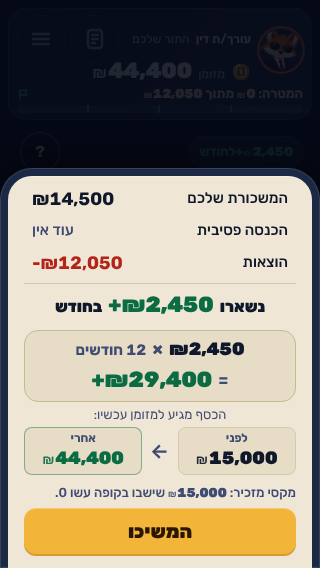 עורך/ת דין התור שלכם
מזומן ₪44,400
המטרה: ₪0 מתוך ₪12,050
+₪2,450 לחודש
?
המשכורת שלכם ₪14,500
הכנסה פסיבית עוד אין
הוצאות -₪12,050
נשארו +₪2,450 בחודש
₪2,450 × 12 חודשים
= +₪29,400
הכסף מגיע למזומן עכשיו:
לפני ← אחרי
₪15,000 ₪44,400
מקסי מזכיר: ₪15,000 שישבו בקופה עשו 0.
המשיכו